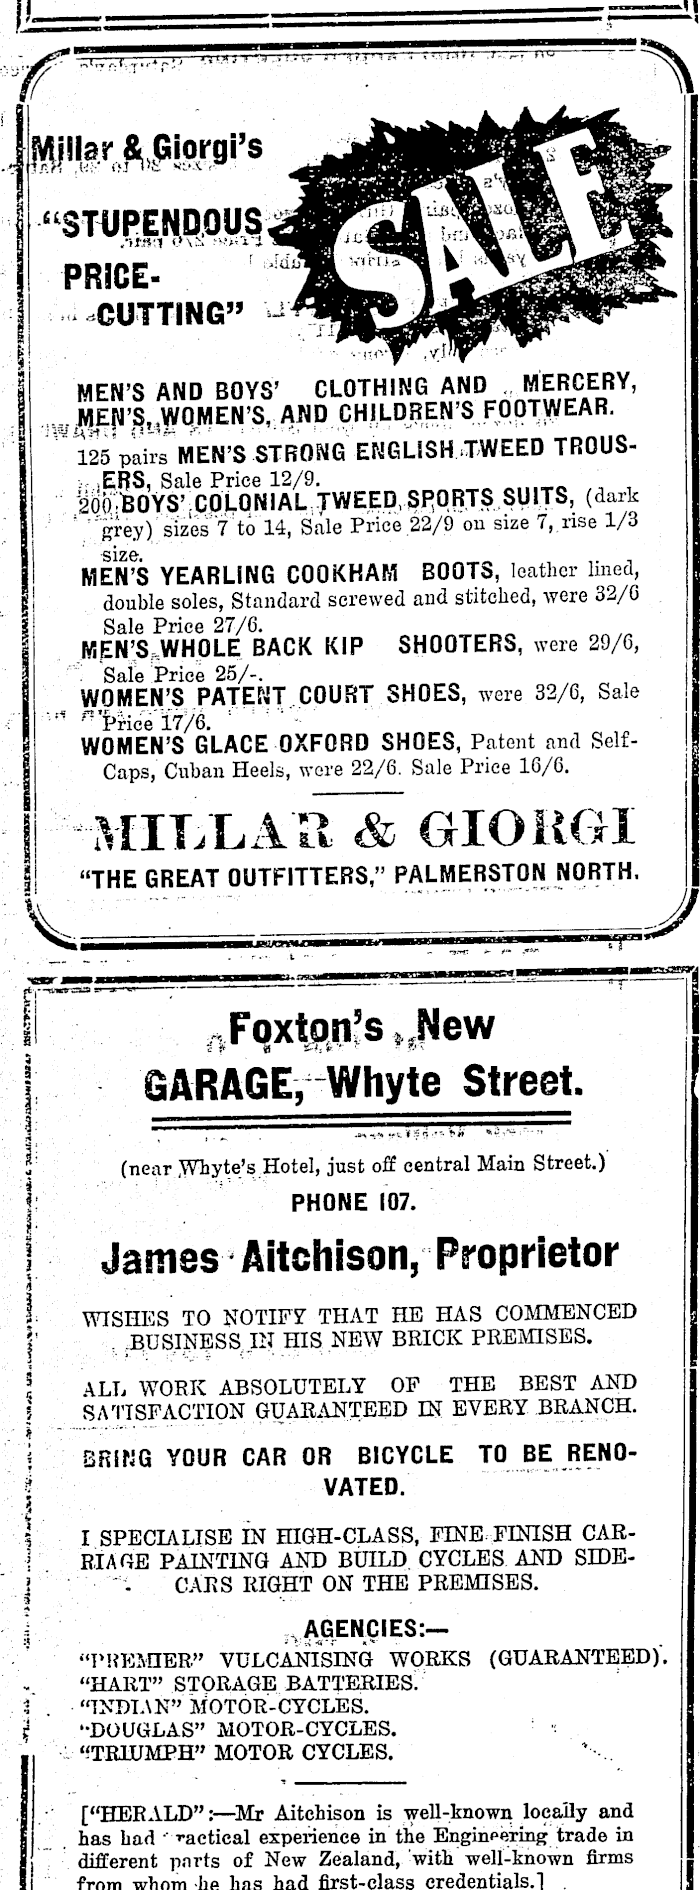 Millar & Giorgi's
"STUPENDOUS
PRICE-
CUTTING"
SALE
MEN'S AND BOYS' CLOTHING AND MERCERY,
MEN'S, WOMEN'S, AND CHILDREN'S FOOTWEAR.
125 pairs MEN'S STRONG ENGLISH TWEED TROUS-
ERS, Sale Price 12/9.
200 BOYS' COLONIAL TWEED SPORTS SUITS, (dark
grey) sizes 7 to 14, Sale Price 22/9 on size 7, rise 1/3
size.
MEN'S YEARLING COOKHAM BOOTS, leather lined,
double soles, Standard screwed and stitched, were 32/6
Sale Price 27/6.
MEN'S WHOLE BACK KIP SHOOTERS, were 29/6,
Sale Price 25/-.
WOMEN'S PATENT COURT SHOES, were 32/6, Sale
Price 17/6.
WOMEN'S GLACE OXFORD SHOES, Patent and Self-
Caps, Cuban Heels, were 22/6. Sale Price 16/6.
MILLAR & GIORGI
"THE GREAT OUTFITTERS," PALMERSTON NORTH.
Foxton's New
GARAGE, Whyte Street.
(near Whyte's Hotel, just off central Main Street.)
PHONE 107.
James Aitchison, Proprietor
WISHES TO NOTIFY THAT HE HAS COMMENCED
BUSINESS IN HIS NEW BRICK PREMISES.
ALL WORK ABSOLUTELY OF THE BEST AND
SATISFACTION GUARANTEED IN EVERY BRANCH.
BRING YOUR CAR OR BICYCLE TO BE RENO-
VATED.
I SPECIALISE IN HIGH-CLASS, FINE FINISH CAR-
RIAGE PAINTING AND BUILD CYCLES AND SIDE-
CARS RIGHT ON THE PREMISES.
AGENCIES:—
"PREMIER" VULCANISING WORKS (GUARANTEED).
"HART" STORAGE BATTERIES.
"INDIAN" MOTOR-CYCLES.
"DOUGLAS" MOTOR-CYCLES.
"TRIUMPH" MOTOR CYCLES.
["HERALD":—Mr Aitchison is well-known locally and
has had ractical experience in the Engineering trade in
different parts of New Zealand, with well-known firms
from whom he has had first-class credentials.]